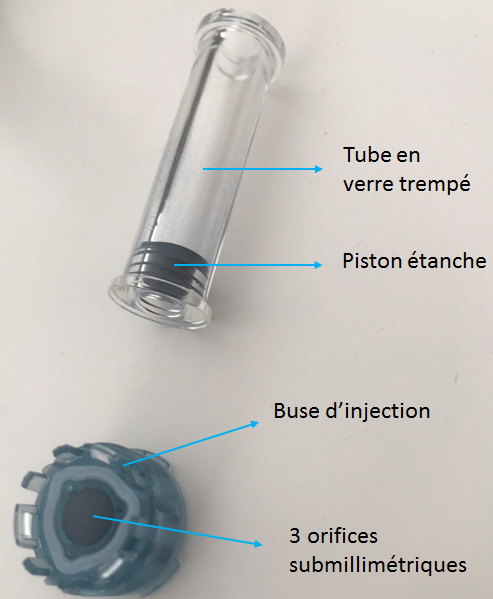 Tube en
verre trempé
Piston étanche
Buse d'injection
3 orifices
submillimétriques